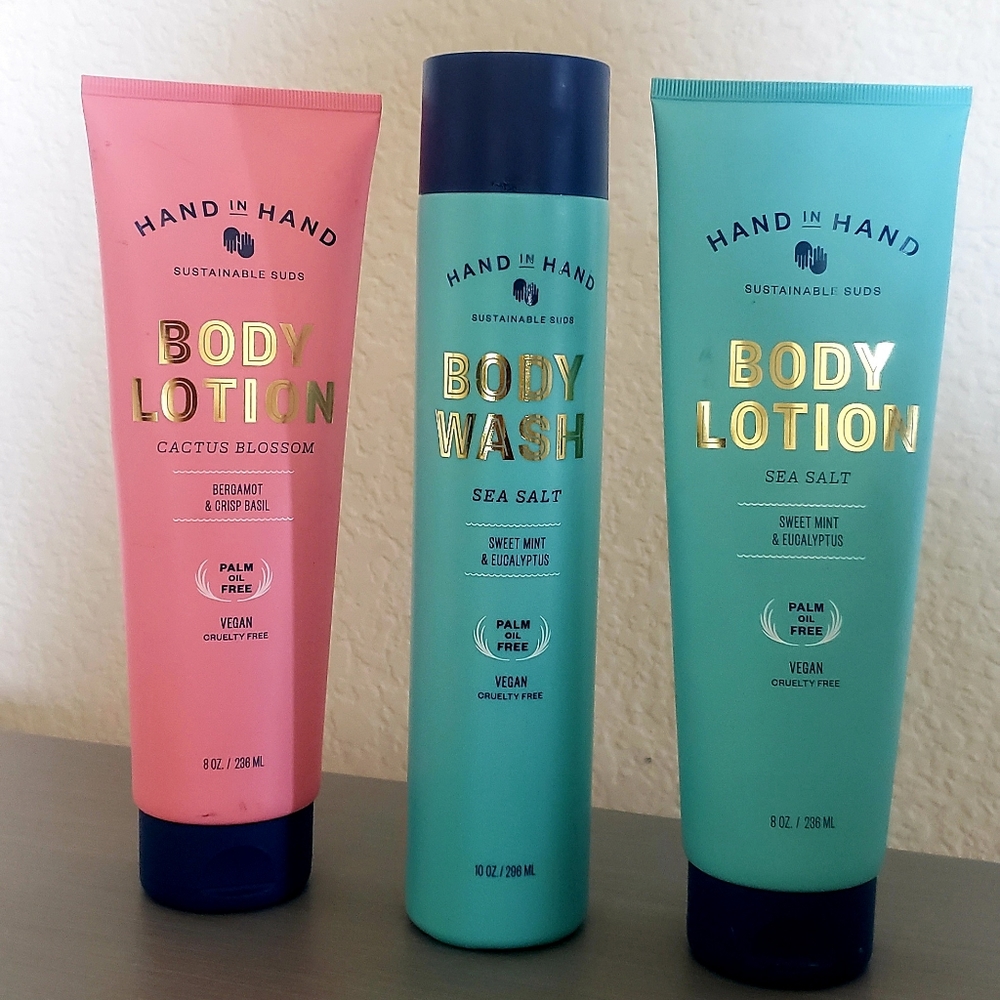 HAND IN HAND
SUSTAINABLE SUDS
BODY
LOTION
CACTUS BLOSSOM
BERGAMOT
& CRISP BASIL
PALM
OIL
FREE
VEGAN
CRUELTY FREE
8 OZ. / 236 ML
HAND IN HAND
SUSTAINABLE SUDS
BODY
WASH
SEA SALT
SWEET MINT
& EUCALYPTUS
PALM
OIL
FREE
VEGAN
CRUELTY FREE
10 OZ. / 296 ML
HAND IN HAND
SUSTAINABLE SUDS
BODY
LOTION
SEA SALT
SWEET MINT
& EUCALYPTUS
PALM
OIL
FREE
VEGAN
CRUELTY FREE
8 OZ. / 236 ML